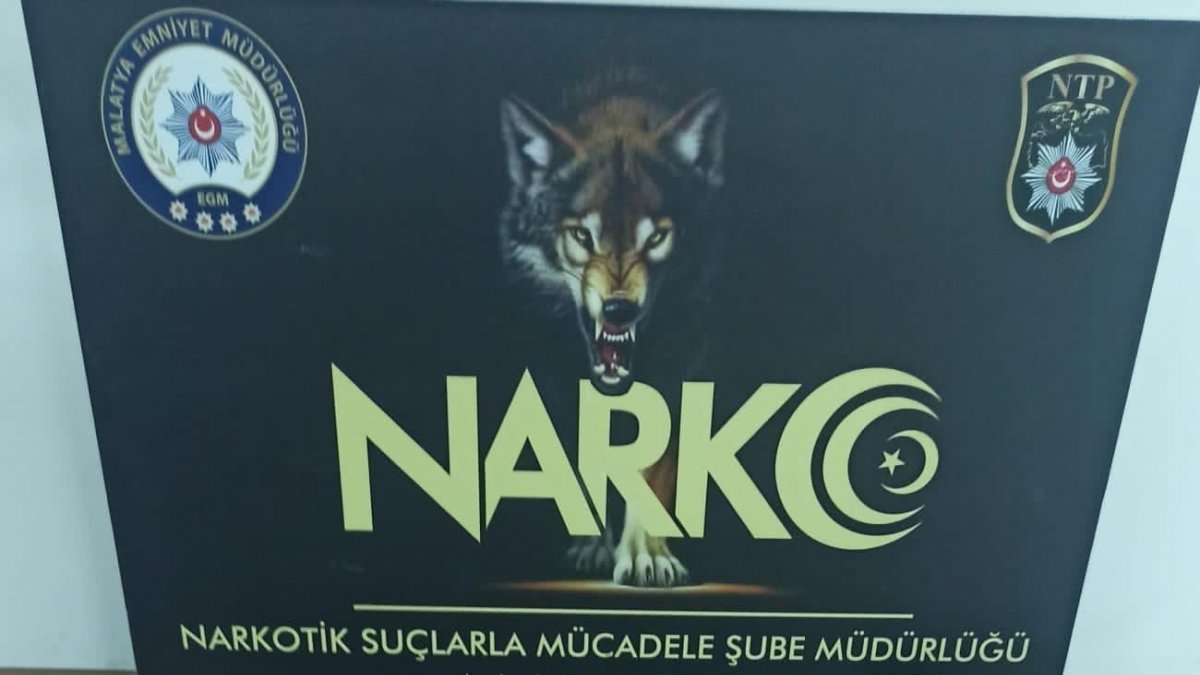 MALATYA EMNİYET MÜDÜRLÜĞÜ
EGM
NTP
NARKO
NARKOTİK SUÇLARLA MÜCADELE ŞUBE MÜDÜRLÜĞÜ